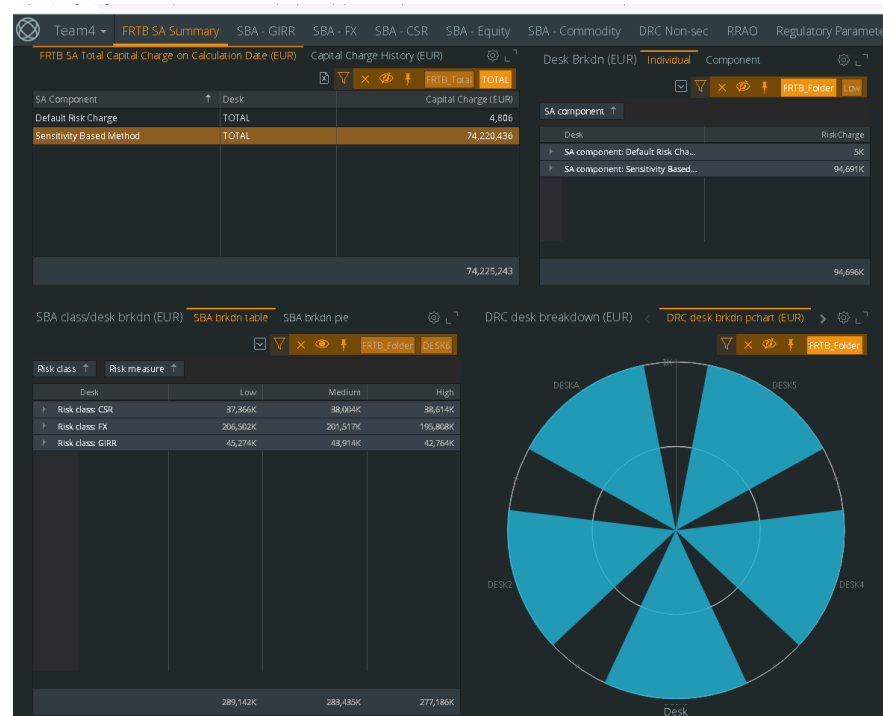 Team4 FRTB SA Summary SBA - GIRR SBA - FX SBA - CSR SBA - Equity SBA - Commodity DRC Non-sec RRAO Regulatory Paramete
FRTB SA Total Capital Charge on Calculation Date (EUR) Capital Charge History (EUR)
FRTB_Total TOTAL
SA Component ↑ Desk Capital Charge (EUR)
Default Risk Charge TOTAL 4,806
Sensitivity Based Method TOTAL 74,220,436
74,225,243
Desk Brkdn (EUR) Individual Component
FRTB_Folder Low
SA component ↑
Desk RiskCharge
SA component: Default Risk Cha... 5K
SA component: Sensitivity Based... 94,691K
94,696K
SBA class/desk brkdn (EUR) SBA brkdn table SBA brkdn pie
FRTB_Folder DESK6
Risk class ↑ Risk measure ↑
Desk Low Medium High
Risk class: CSR 37,366K 38,004K 38,614K
Risk class: FX 206,502K 201,517K 195,808K
Risk class: GIRR 45,274K 43,914K 42,764K
289,142K 283,435K 277,186K
DRC desk breakdown (EUR) DRC desk brkdn pchart (EUR)
FRTB_Folder
1K
DESKA DESK5
DESK2 DESK4
Desk